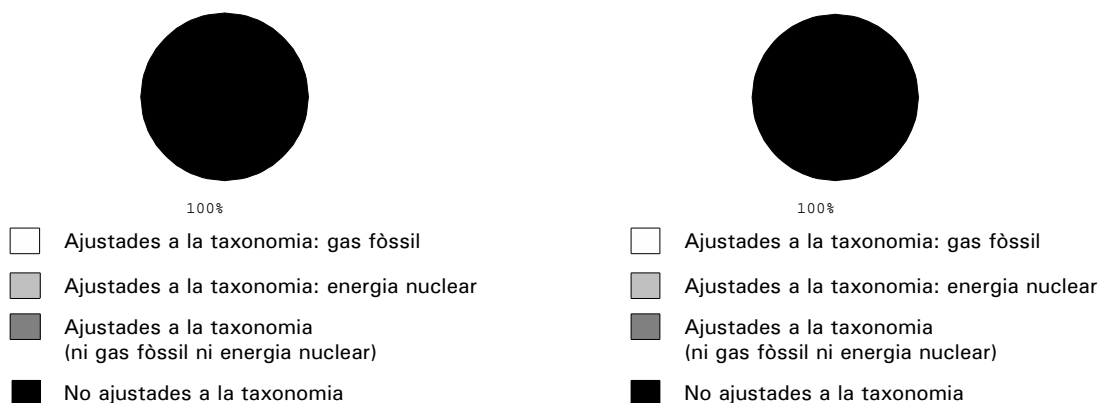 100%
Ajustades a la taxonomia: gas fòssil
Ajustades a la taxonomia: energia nuclear
Ajustades a la taxonomia
(ni gas fòssil ni energia nuclear)
No ajustades a la taxonomia
100%
Ajustades a la taxonomia: gas fòssil
Ajustades a la taxonomia: energia nuclear
Ajustades a la taxonomia
(ni gas fòssil ni energia nuclear)
No ajustades a la taxonomia